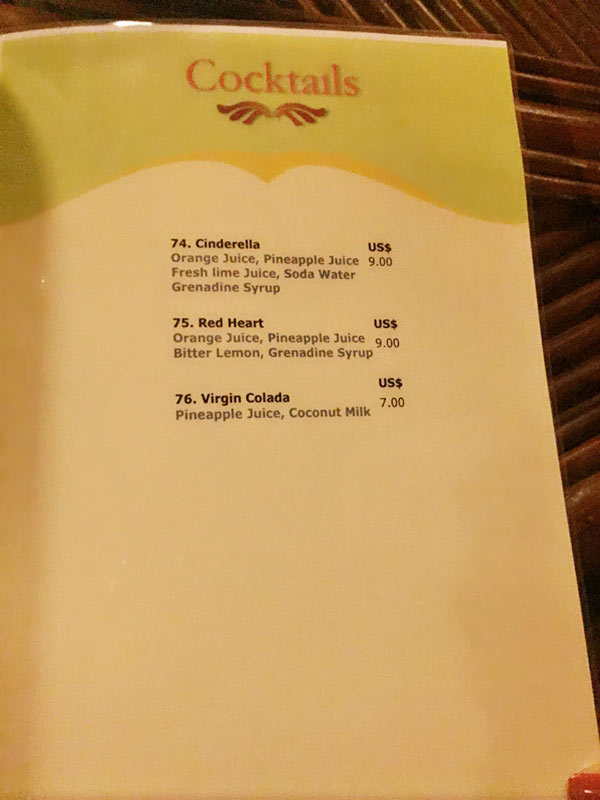 Cocktails
74. Cinderella US$
Orange Juice, Pineapple Juice 9.00
Fresh lime Juice, Soda Water
Grenadine Syrup
75. Red Heart US$
Orange Juice, Pineapple Juice 9.00
Bitter Lemon, Grenadine Syrup
US$
76. Virgin Colada 7.00
Pineapple Juice, Coconut Milk